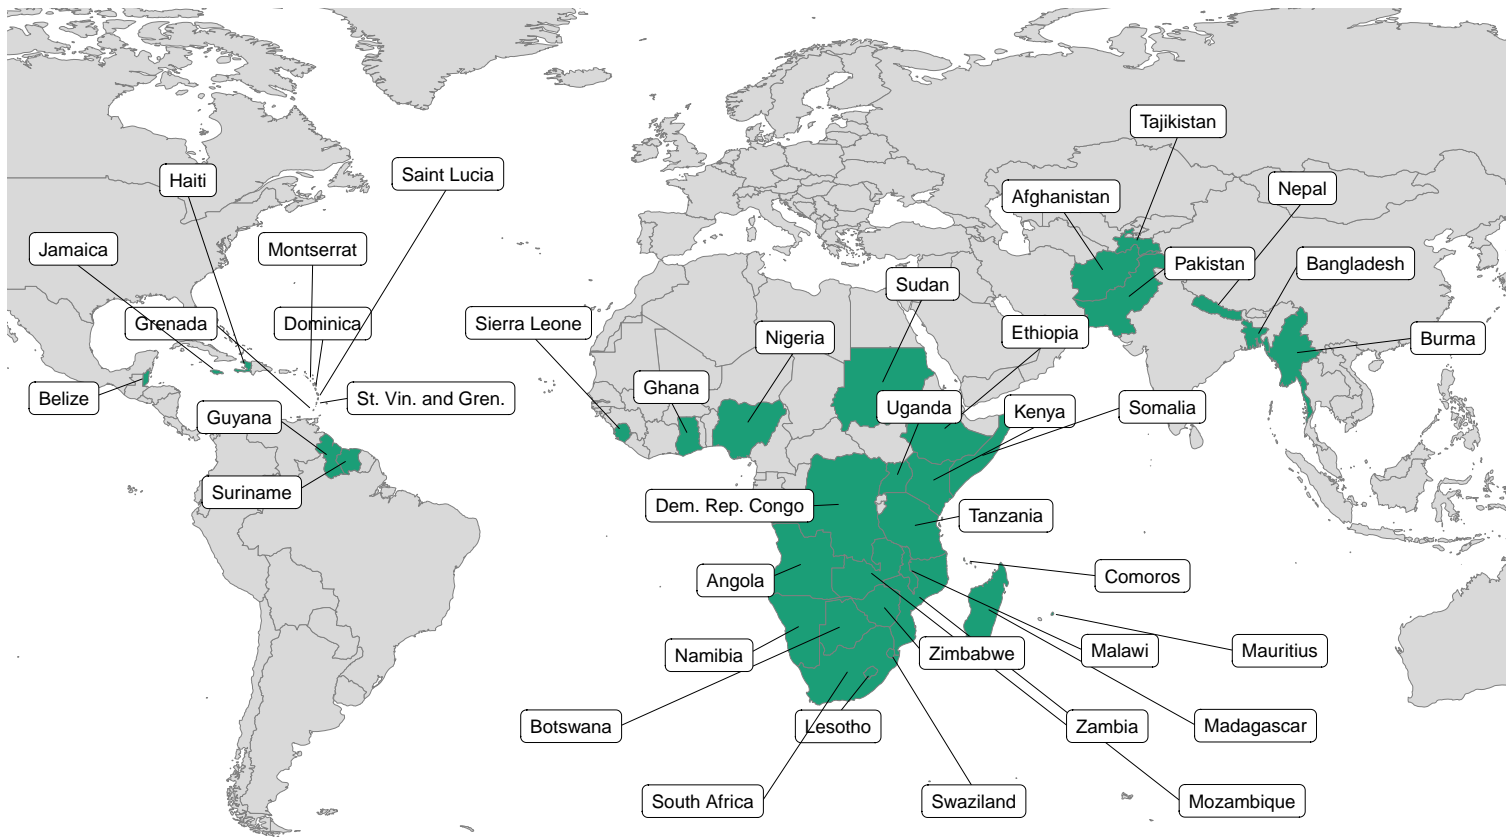 Tajikistan
Haiti
Saint Lucia
Afghanistan
Nepal
Jamaica
Montserrat
Pakistan
Bangladesh
Sudan
Grenada
Dominica
Sierra Leone
Nigeria
Ethiopia
Burma
Ghana
Belize
St. Vin. and Gren.
Uganda
Kenya
Somalia
Guyana
Suriname
Dem. Rep. Congo
Tanzania
Angola
Comoros
Namibia
Zimbabwe
Malawi
Mauritius
Botswana
Lesotho
Zambia
Madagascar
South Africa
Swaziland
Mozambique